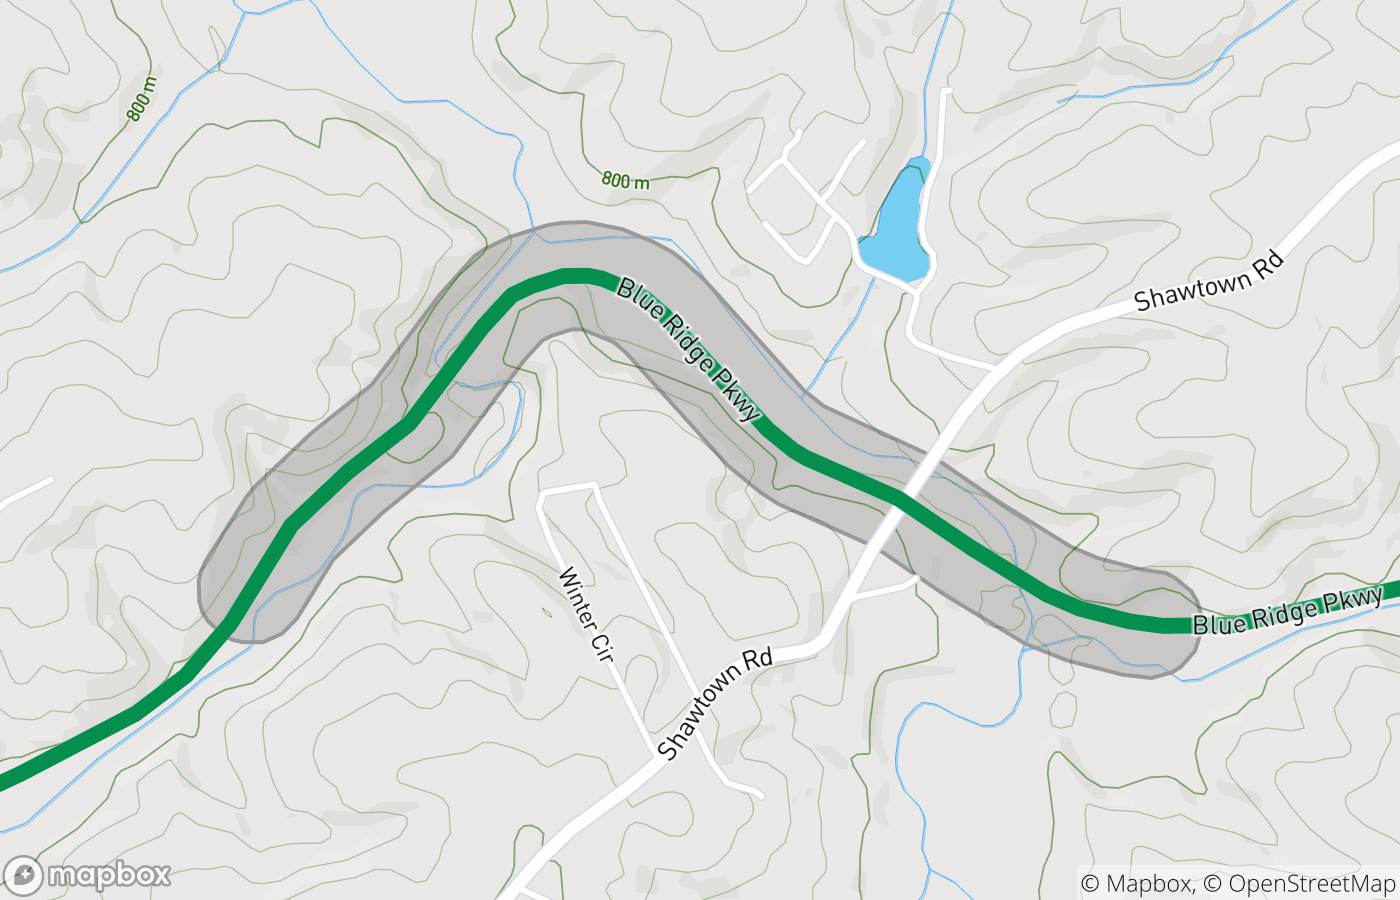 800 m
800 m
Shawtown Rd
Blue Ridge Pkwy
Winter Cir
Blue Ridge Pkwy
Shawtown Rd
mapbox
© Mapbox, © OpenStreetMap